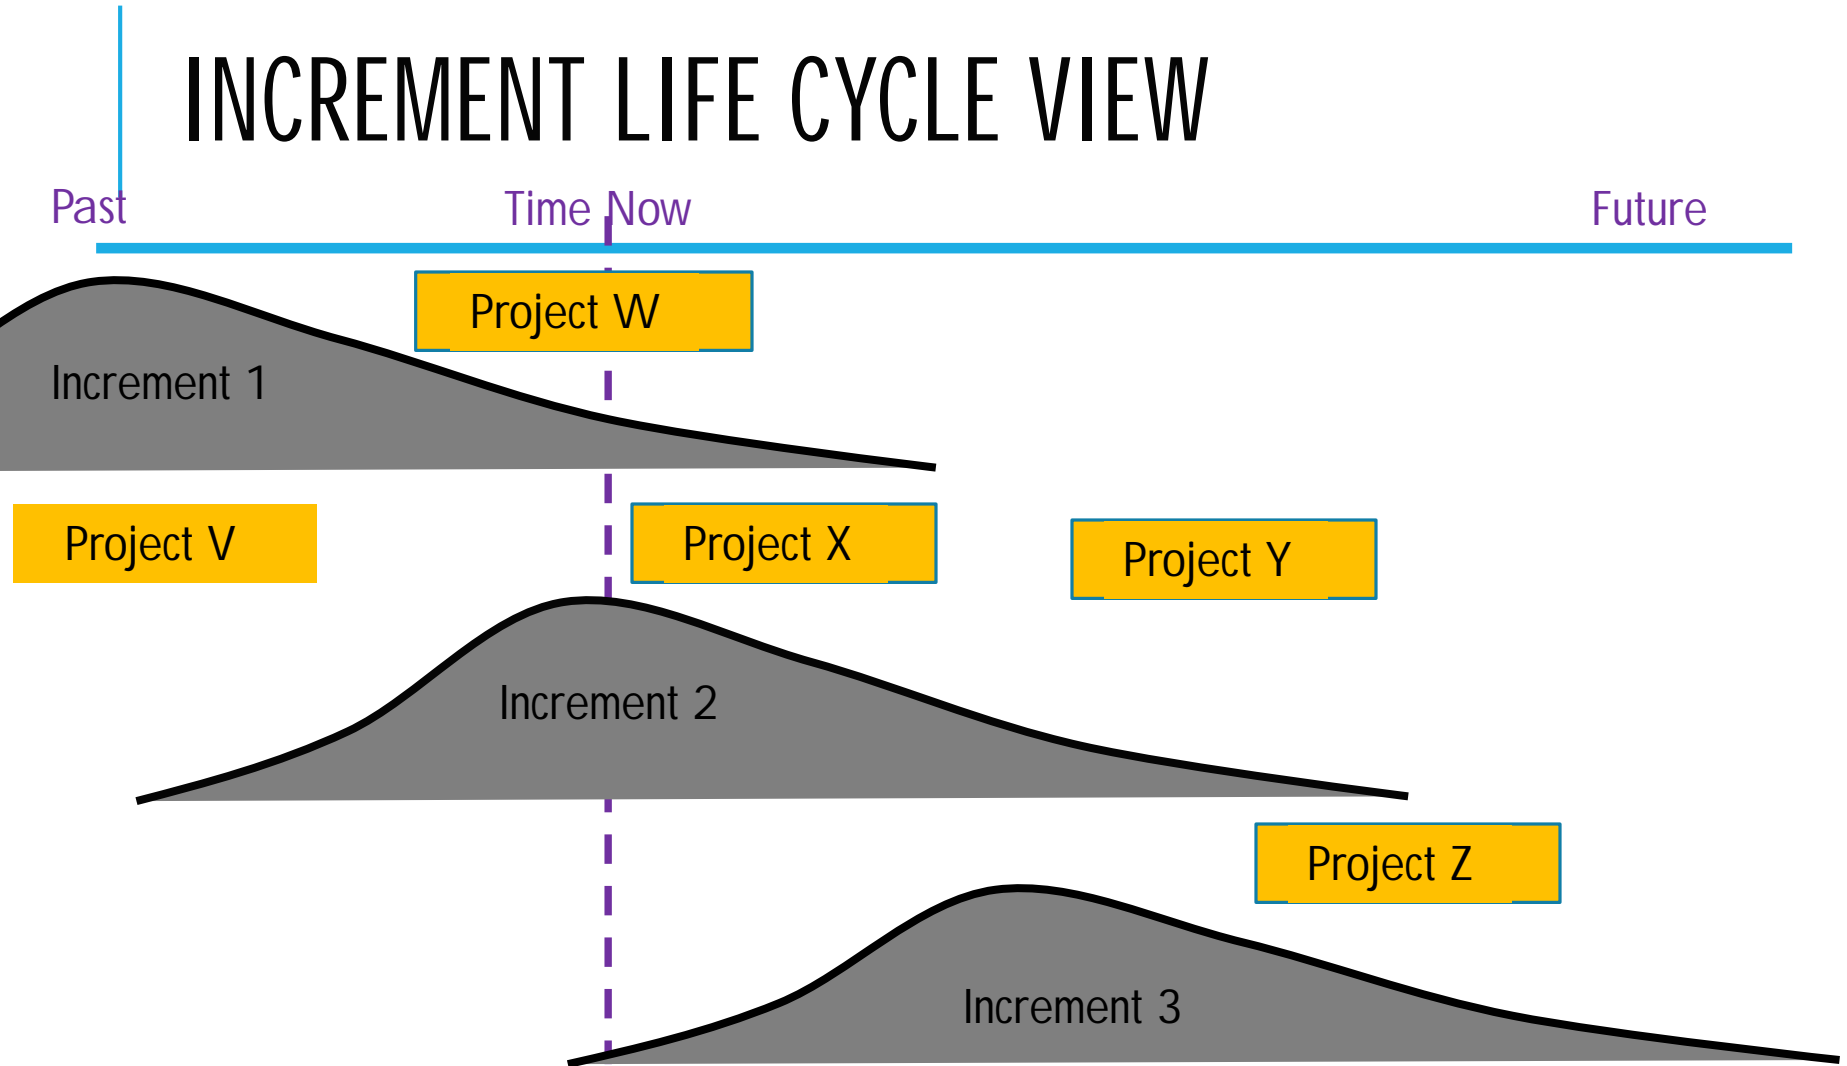 INCREMENT LIFE CYCLE VIEW
Past Time Now Future
Project W
Increment 1
Project V Project X Project Y
Increment 2
Project Z
Increment 3